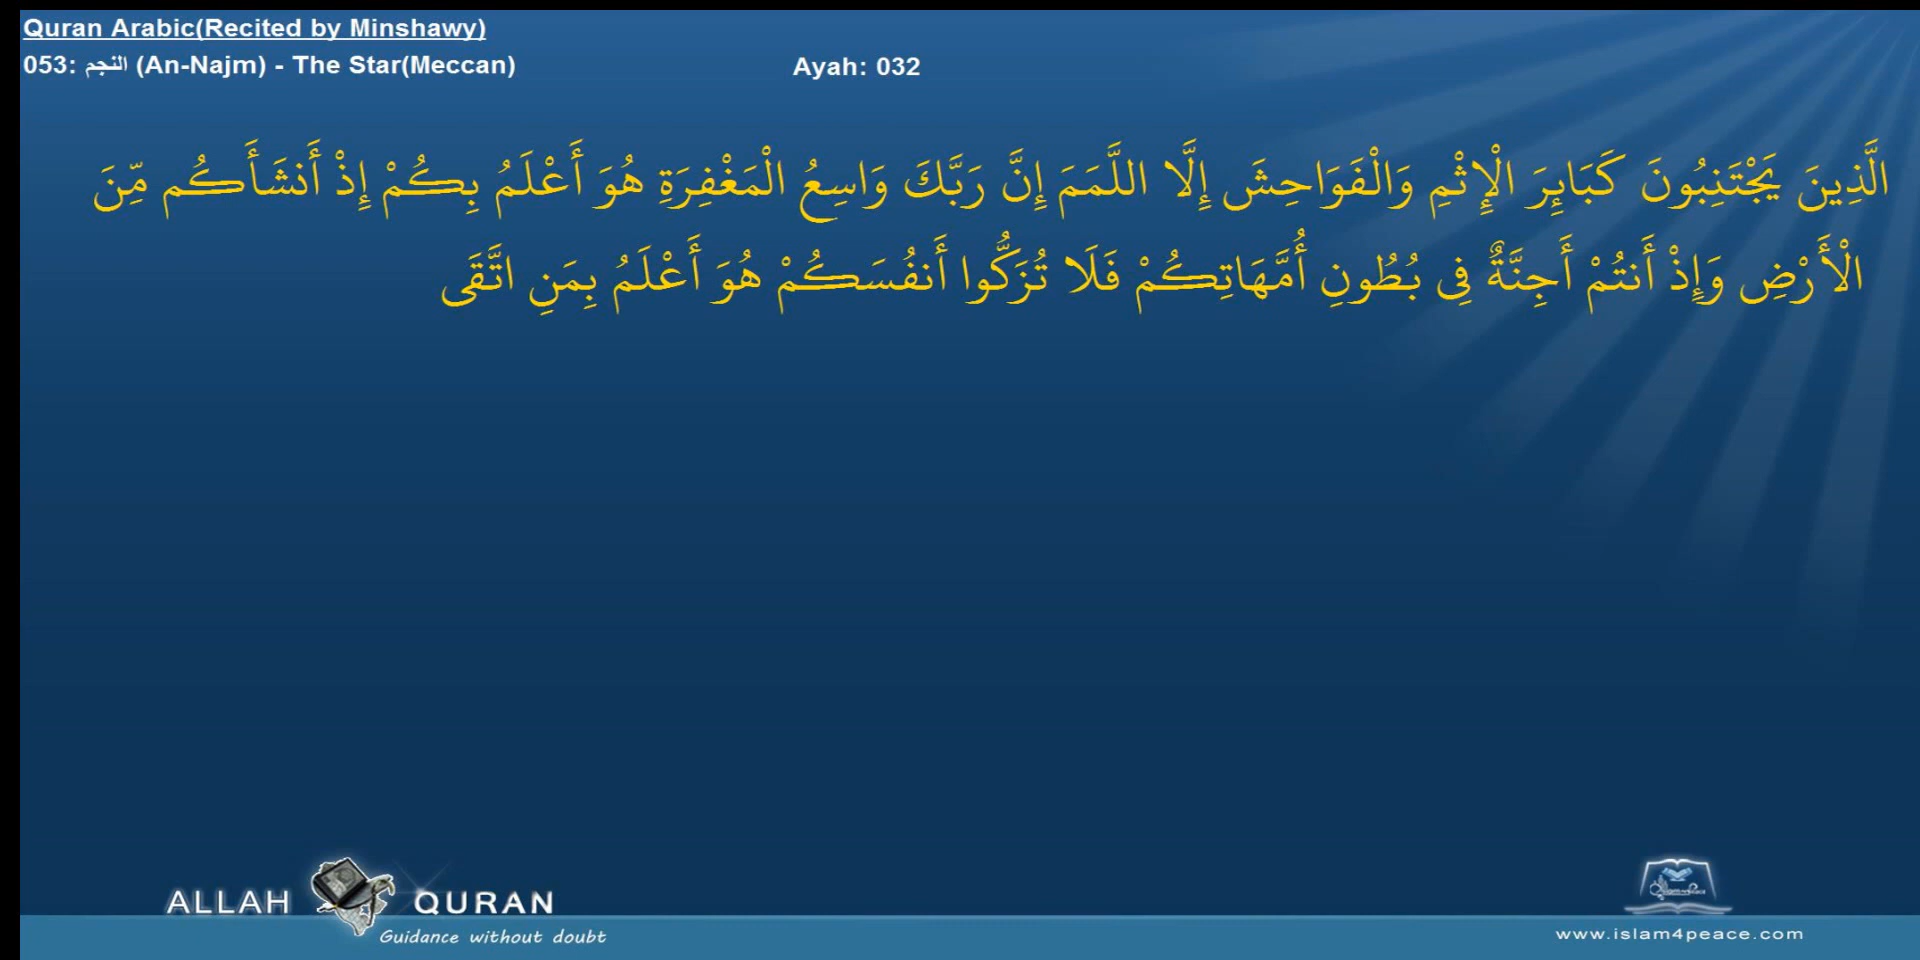 Quran Arabic(Recited by Minshawy)
053: النجم (An-Najm) - The Star(Meccan)
Ayah: 032
الَّذِينَ يَجْتَنِبُونَ كَبَائِرَ الْإِثْمِ وَالْفَوَاحِشَ إِلَّا اللَّمَمَ إِنَّ رَبَّكَ وَاسِعُ الْمَغْفِرَةِ هُوَ أَعْلَمُ بِكُمْ إِذْ أَنشَأَكُم مِّنَ
الْأَرْضِ وَإِذْ أَنتُمْ أَجِنَّةٌ فِي بُطُونِ أُمَّهَاتِكُمْ فَلَا تُزَكُّوا أَنفُسَكُمْ هُوَ أَعْلَمُ بِمَنِ اتَّقَى
ALLAH QURAN
Guidance without doubt
www.islam4peace.com